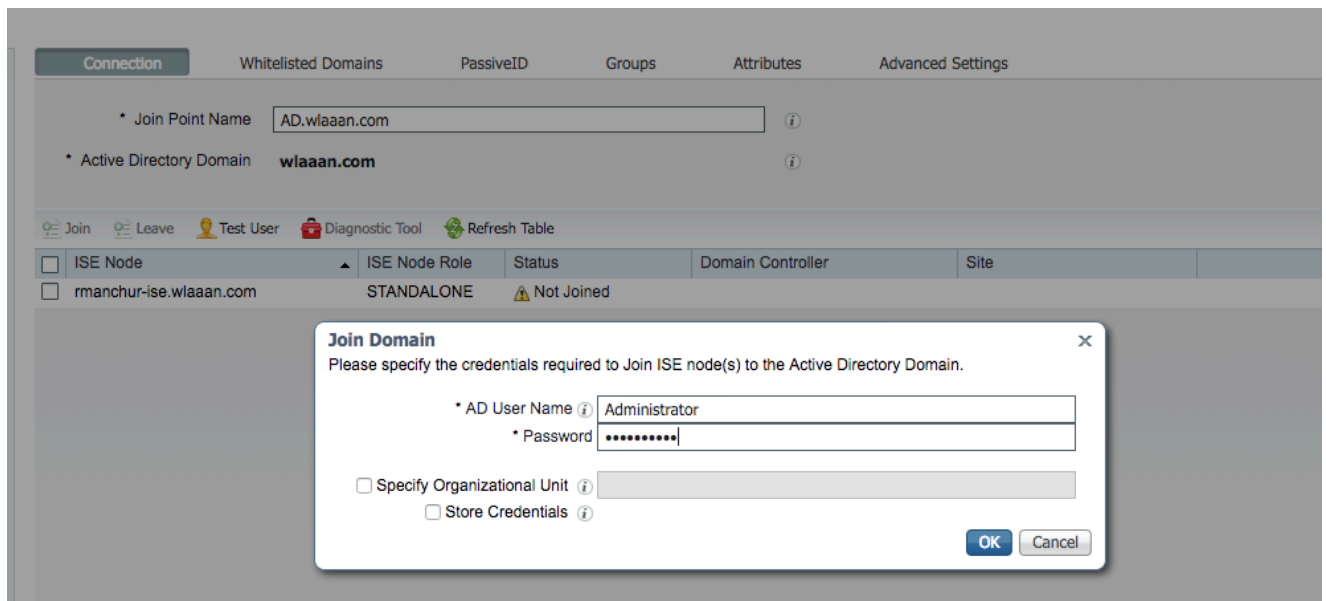 Connection Whitelisted Domains PassiveID Groups Attributes Advanced Settings
* Join Point Name AD.wlaaan.com
* Active Directory Domain wlaaan.com
Join Leave Test User Diagnostic Tool Refresh Table
ISE Node ISE Node Role Status Domain Controller Site
rmanchur-ise.wlaaan.com STANDALONE Not Joined
Join Domain
Please specify the credentials required to Join ISE node(s) to the Active Directory Domain.
* AD User Name Administrator
* Password ••••••••••
Specify Organizational Unit
Store Credentials
OK Cancel